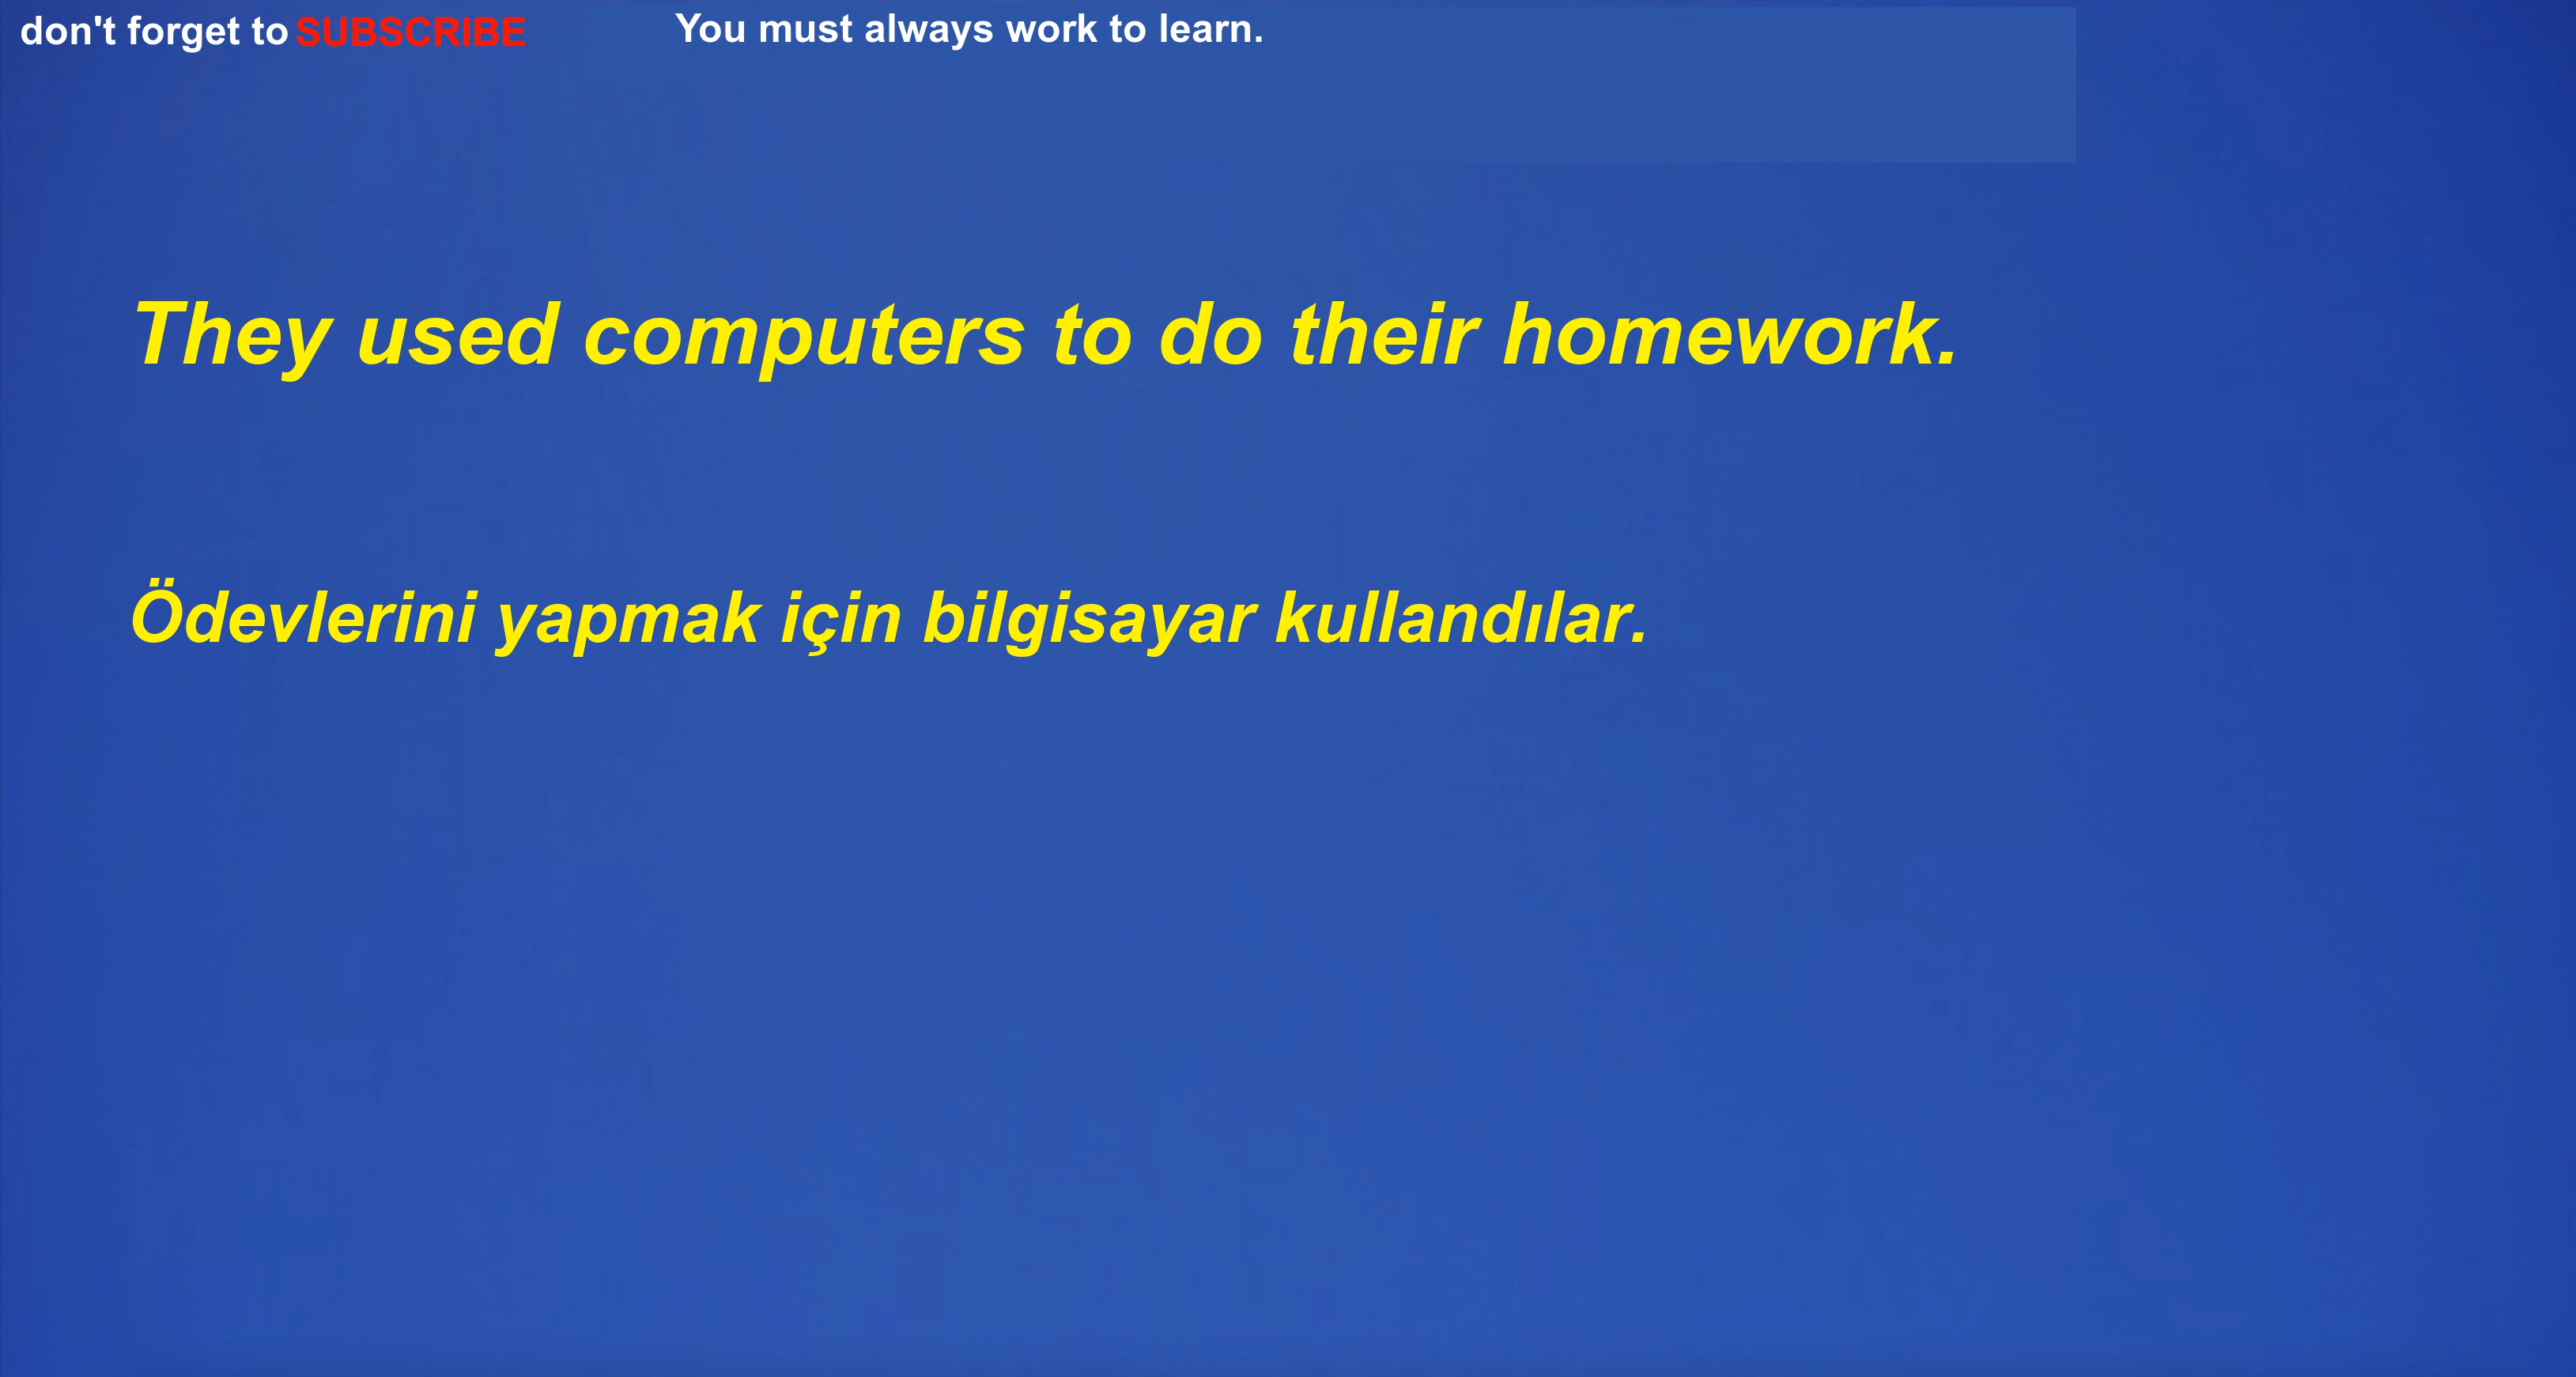 don't forget to SUBSCRIBE You must always work to learn.
They used computers to do their homework.
Ödevlerini yapmak için bilgisayar kullandılar.